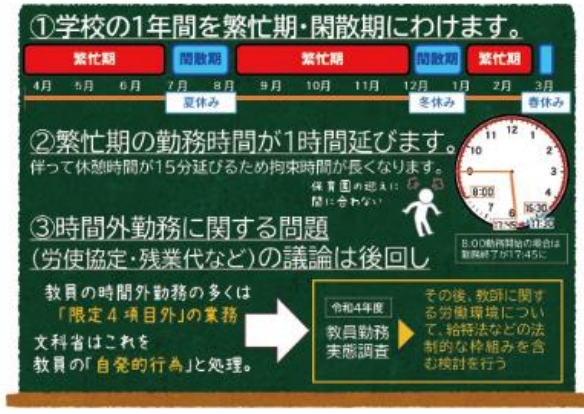 ①学校の1年間を繁忙期・閑散期にわけます。
繁忙期 閑散期 繁忙期 閑散期 繁忙期
4月 5月 6月 7月 8月 9月 10月 11月 12月 1月 2月 3月
夏休み 冬休み 春休み
②繁忙期の勤務時間が1時間延びます。
伴って休憩時間が15分延びるため拘束時間が長くなります。
保育園の迎えに
間に合わない
12 1 2 3 4 6 7 9 10 11
8:00
16:30
17:45
8:00勤務開始の場合は
勤務終了が17:45に
③時間外勤務に関する問題
(労使協定・残業代など)の議論は後回し
教員の時間外勤務の多くは
「限定4項目外」の業務
文科省はこれを
教員の「自発的行為」と処理。
令和4年度
教員勤務
実態調査
その後、教師に関す
る労働環境につい
て、給特法などの法
制的な枠組みを含
む検討を行う